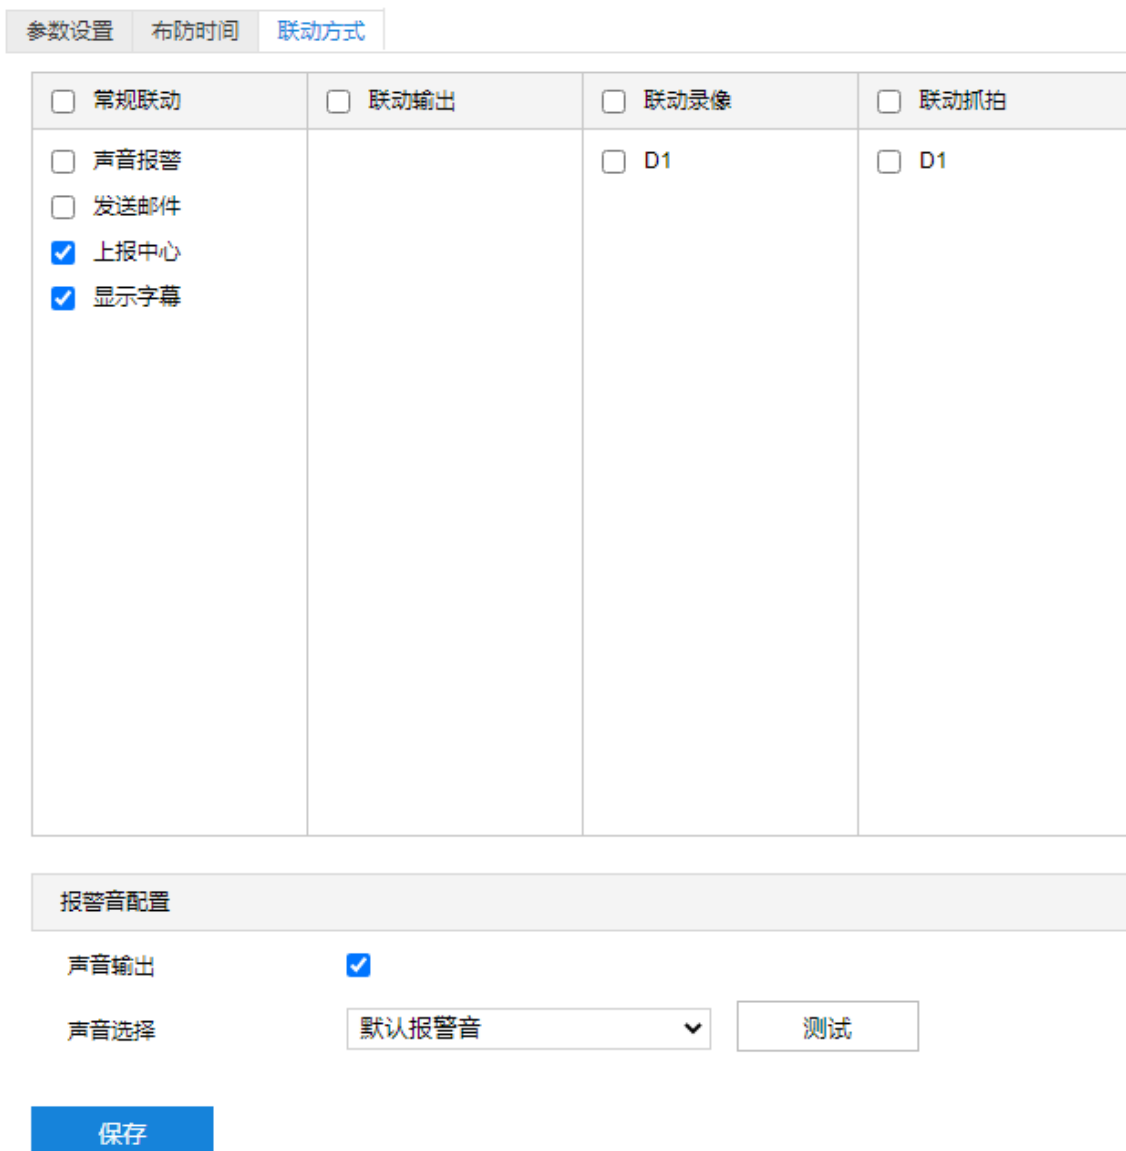 参数设置 布防时间 联动方式
常规联动 联动输出 联动录像 联动抓拍
声音报警 D1 D1
发送邮件
上报中心
显示字幕
报警音配置
声音输出
声音选择 默认报警音 测试
保存